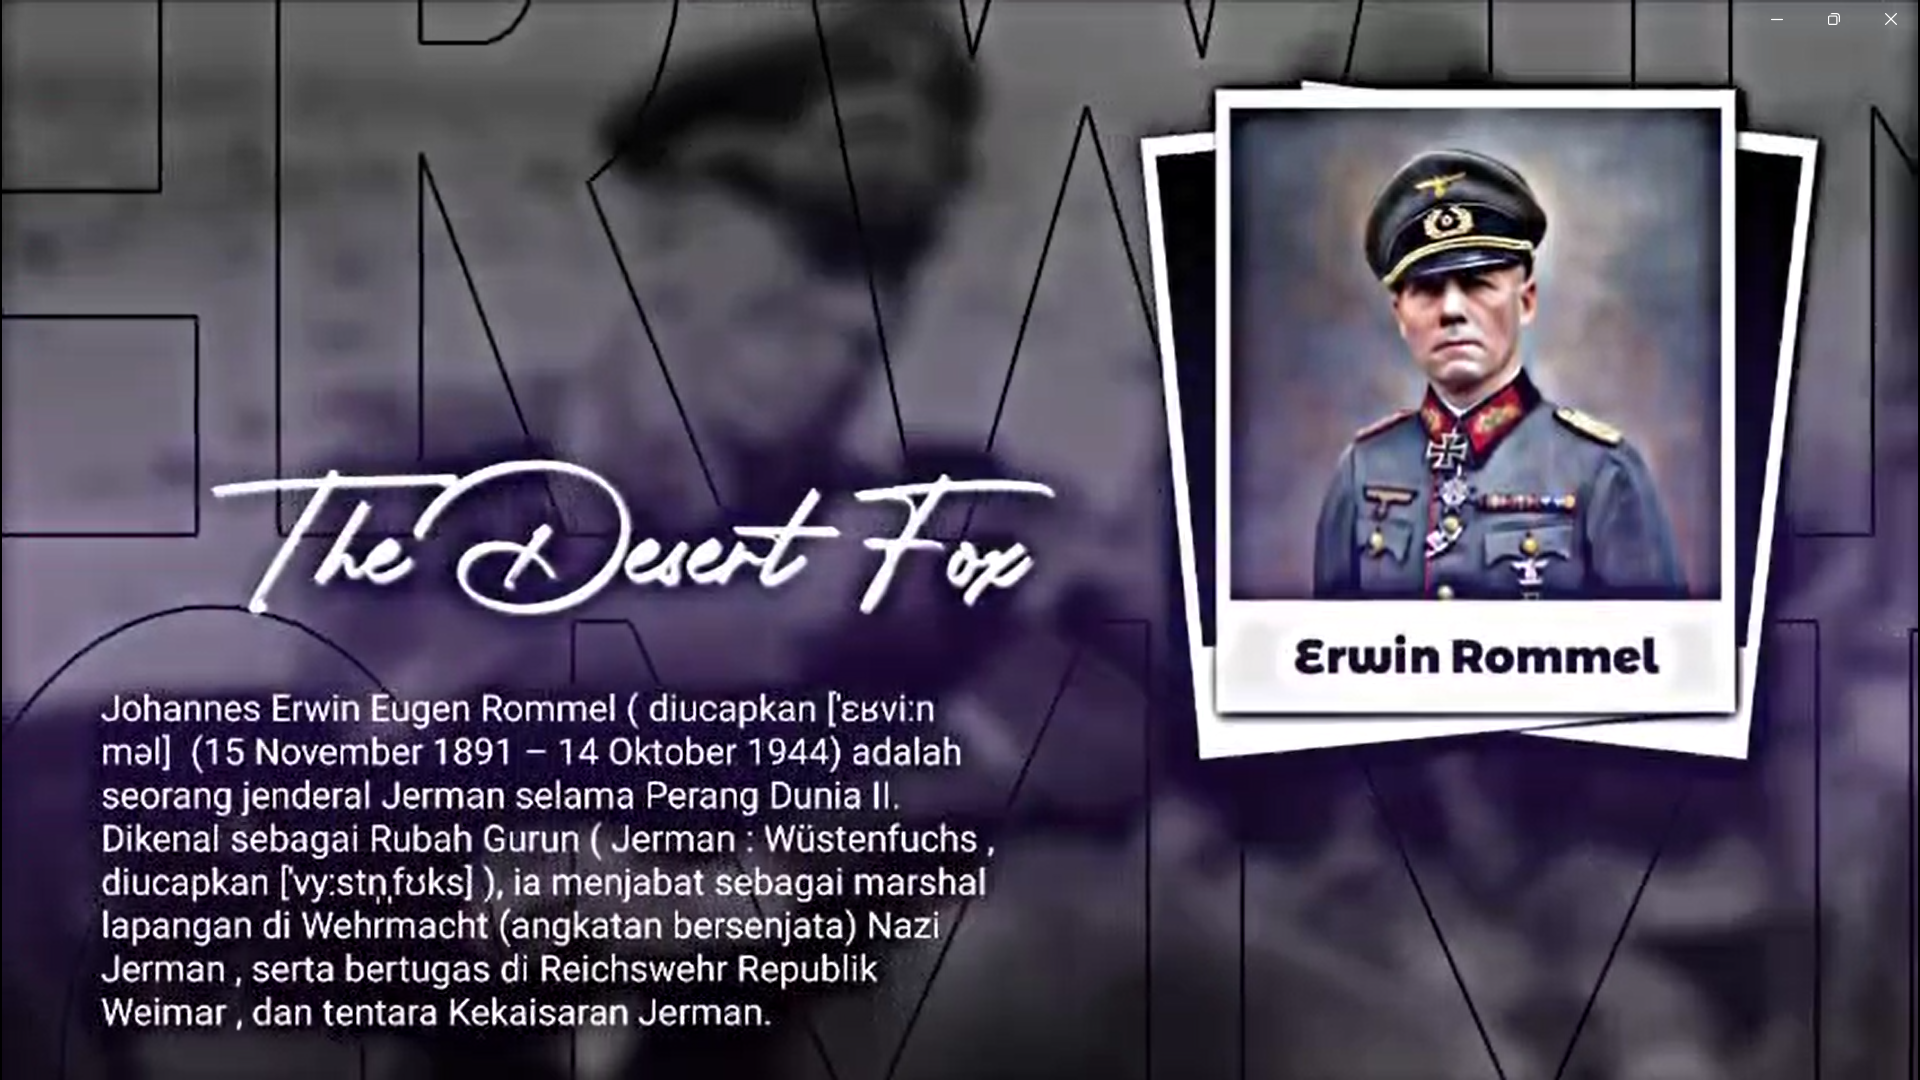 The Desert Fox
Erwin Rommel
Johannes Erwin Eugen Rommel ( diucapkan [ˈɛʁviːn
məl]  (15 November 1891 – 14 Oktober 1944) adalah
seorang jenderal Jerman selama Perang Dunia II.
Dikenal sebagai Rubah Gurun ( Jerman : Wüstenfuchs ,
diucapkan [ˈvyːstn̩ˌfʊks] ), ia menjabat sebagai marshal
lapangan di Wehrmacht (angkatan bersenjata) Nazi
Jerman , serta bertugas di Reichswehr Republik
Weimar , dan tentara Kekaisaran Jerman.